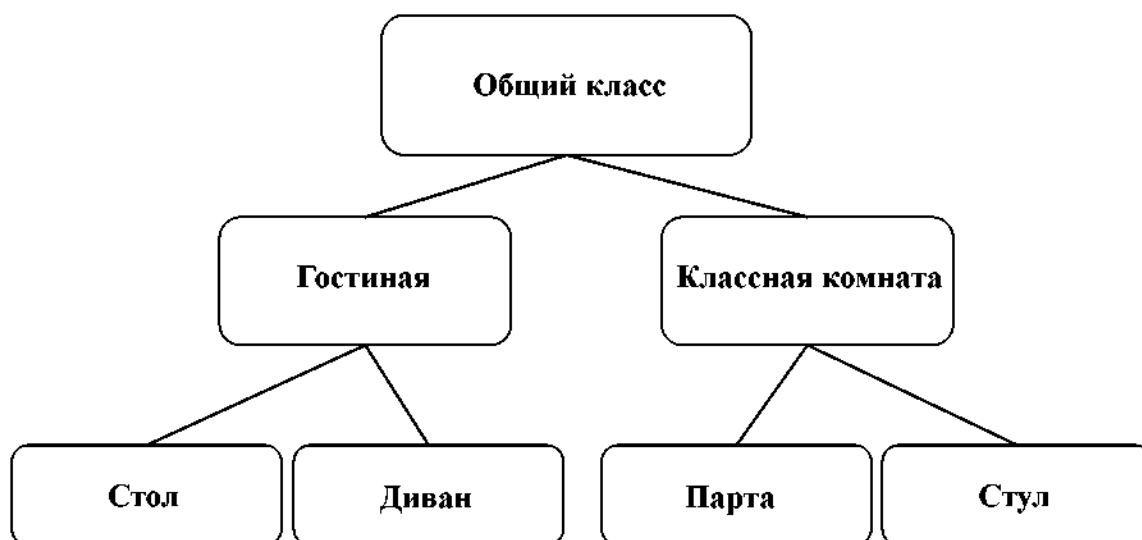 Общий класс
Гостиная
Классная комната
Стол
Диван
Парта
Стул